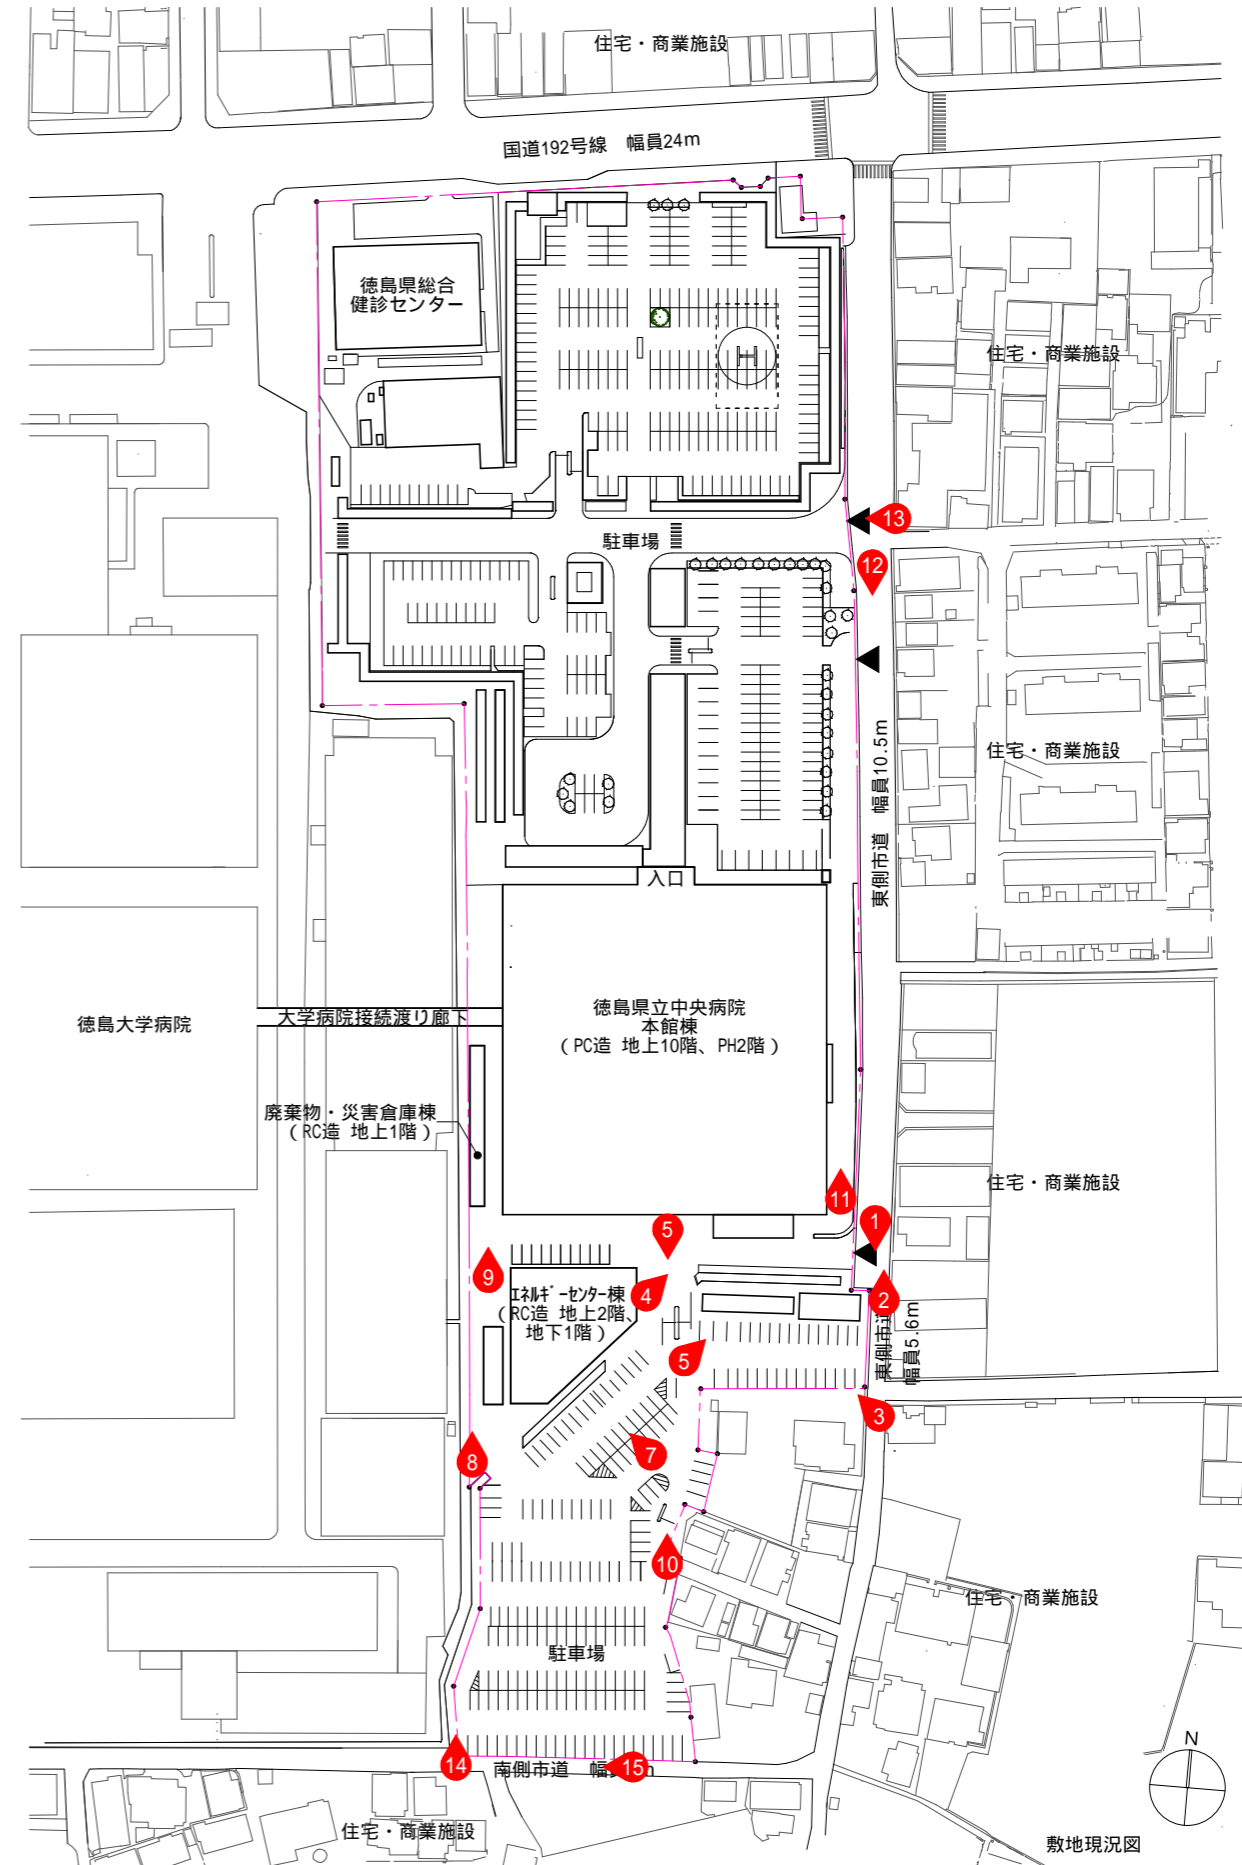 住宅・商業施設
国道192号線　幅員24m
徳島県総合
健診センター
住宅・商業施設
H
13
駐車場
12
東側市道　幅員10.5m
住宅・商業施設
入口
徳島大学病院
大学病院接続渡り廊下
徳島県立中央病院
本館棟
（PC造 地上10階、PH2階）
廃棄物・災害倉庫棟
（RC造 地上1階）
住宅・商業施設
11
1
5
9
4
2
エネルギーセンター棟
（RC造 地上2階、
地下1階）
東側市道
幅員5.6m
5
3
7
8
10
住宅・商業施設
駐車場
14
南側市道　幅員
15
N
住宅・商業施設
敷地現況図